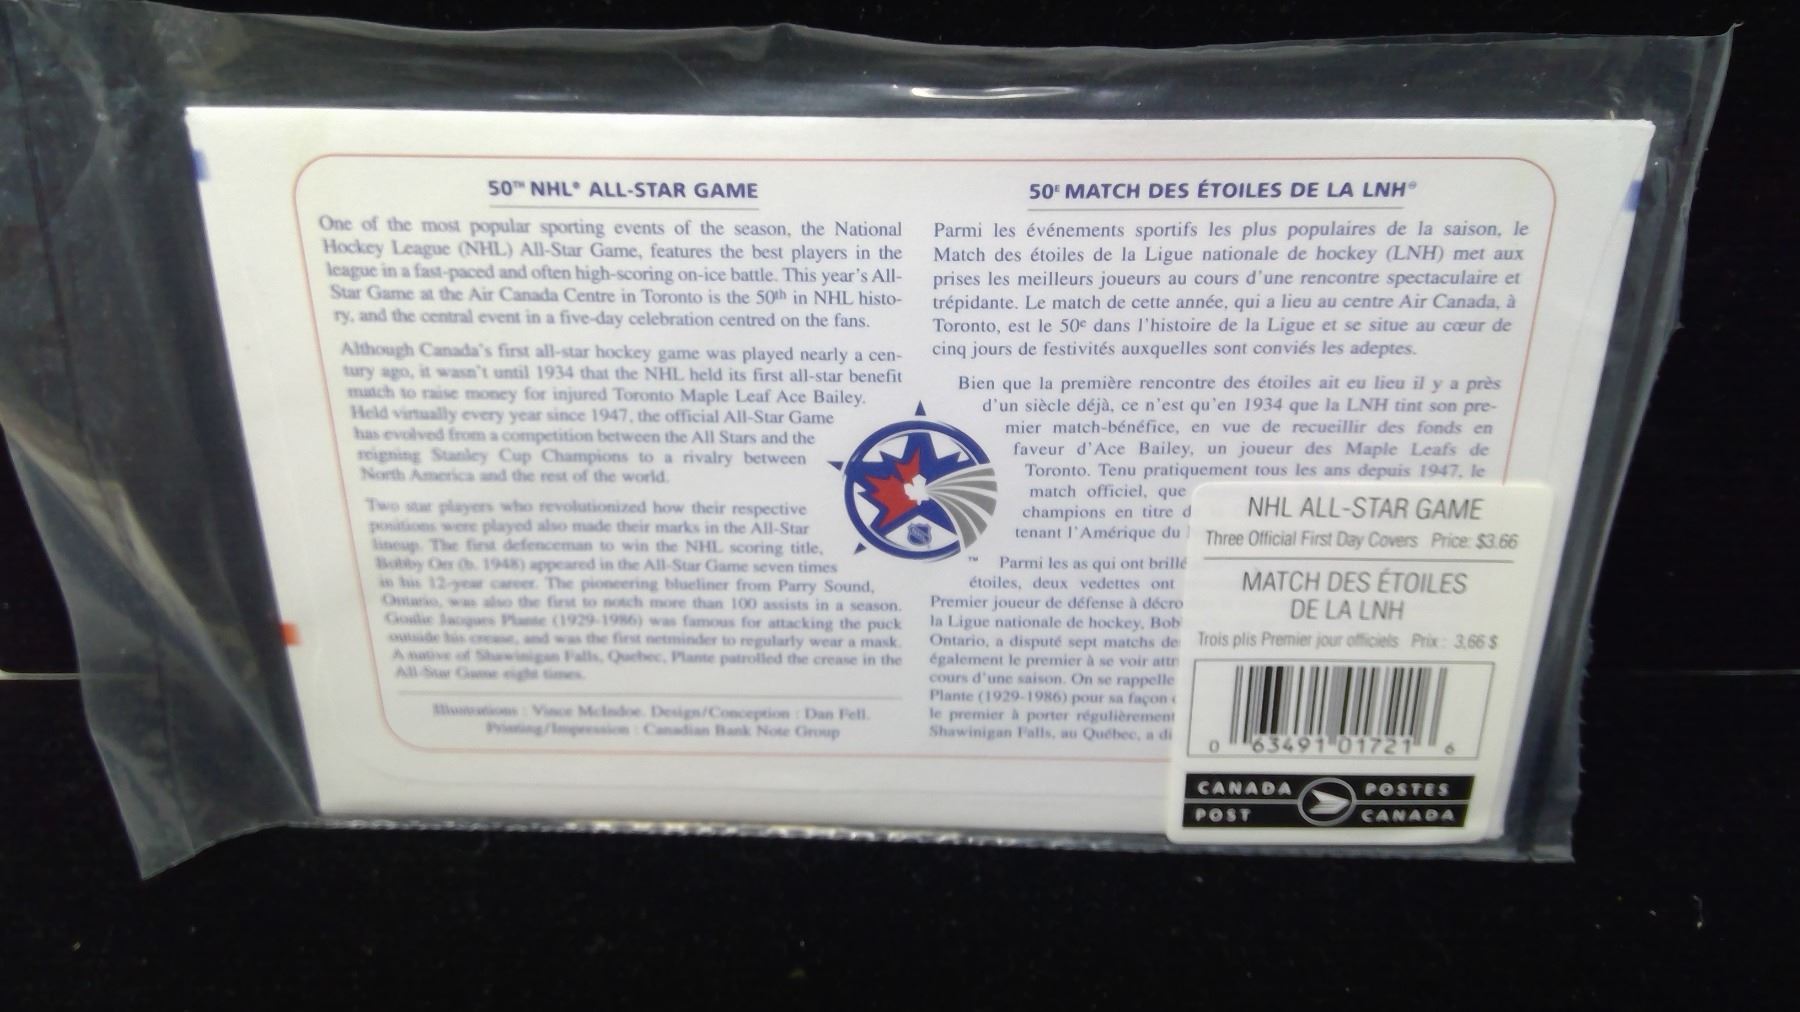 50TH NHL® ALL-STAR GAME
One of the most popular sporting events of the season, the National
Hockey League (NHL) All-Star Game, features the best players in the
league in a fast-paced and often high-scoring on-ice battle. This year's All-
Star Game at the Air Canada Centre in Toronto is the 50th in NHL histo-
ry, and the central event in a five-day celebration centred on the fans.
Although Canada's first all-star hockey game was played nearly a cen-
tury ago, it wasn't until 1934 that the NHL held its first all-star benefit
match to raise money for injured Toronto Maple Leaf Ace Bailey.
Held virtually every year since 1947, the official All-Star Game
has evolved from a competition between the All Stars and the
reigning Stanley Cup Champions to a rivalry between
North America and the rest of the world.
Two star players who revolutionized how their respective
positions were played also made their marks in the All-Star
lineup. The first defenceman to win the NHL scoring title,
Bobby Orr (b. 1948) appeared in the All-Star Game seven times
in his 12-year career. The pioneering blueliner from Parry Sound,
Ontario, was also the first to notch more than 100 assists in a season.
Goalie Jacques Plante (1929-1986) was famous for attacking the puck
outside his crease, and was the first netminder to regularly wear a mask.
A native of Shawinigan Falls, Quebec, Plante patrolled the crease in the
All-Star Game eight times.
Illustrations : Vince McIndoe. Design/Conception : Dan Fell.
Printing/Impression : Canadian Bank Note Group
50E MATCH DES ÉTOILES DE LA LNH®
Parmi les événements sportifs les plus populaires de la saison, le
Match des étoiles de la Ligue nationale de hockey (LNH) met aux
prises les meilleurs joueurs au cours d'une rencontre spectaculaire et
trépidante. Le match de cette année, qui a lieu au centre Air Canada, à
Toronto, est le 50e dans l'histoire de la Ligue et se situe au cœur de
cinq jours de festivités auxquelles sont conviés les adeptes.
Bien que la première rencontre des étoiles ait eu lieu il y a près
d'un siècle déjà, ce n'est qu'en 1934 que la LNH tint son pre-
mier match-bénéfice, en vue de recueillir des fonds en
faveur d'Ace Bailey, un joueur des Maple Leafs de
Toronto. Tenu pratiquement tous les ans depuis 1947, le
match officiel, que
champions en titre d
tenant l'Amérique du
TM
Parmi les as qui ont brillé
étoiles, deux vedettes ont
Premier joueur de défense à décro
la Ligue nationale de hockey, Bob
Ontario, a disputé sept matchs de
également le premier à se voir attr
cours d'une saison. On se rappelle
Plante (1929-1986) pour sa façon
le premier à porter régulièrement
Shawinigan Falls, au Québec, a di
NHL ALL-STAR GAME
Three Official First Day Covers Price: $3.66
MATCH DES ÉTOILES
DE LA LNH
Trois plis Premier jour officiels Prix : 3,66 $
0 63491 01721 6
CANADA POSTES
POST CANADA